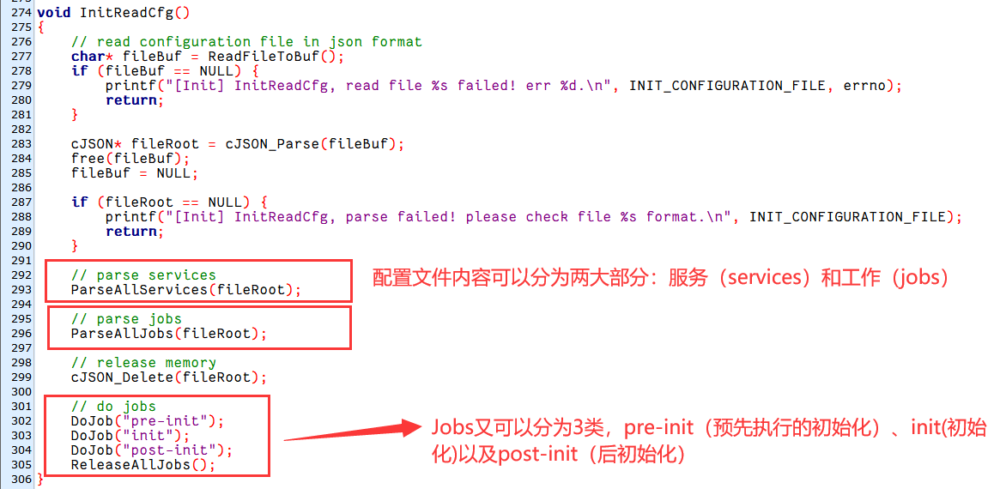 274 void InitReadCfg()
275 {
276     // read configuration file in json format
277     char* fileBuf = ReadFileToBuf();
278     if (fileBuf == NULL) {
279         printf("[Init] InitReadCfg, read file %s failed! err %d.\n", INIT_CONFIGURATION_FILE, errno);
280         return;
281     }
282
283     cJSON* fileRoot = cJSON_Parse(fileBuf);
284     free(fileBuf);
285     fileBuf = NULL;
286
287     if (fileRoot == NULL) {
288         printf("[Init] InitReadCfg, parse failed! please check file %s format.\n", INIT_CONFIGURATION_FILE);
289         return;
290     }
291
292     // parse services
293     ParseAllServices(fileRoot);
配置文件内容可以分为两大部分：服务（services）和工作（jobs）
294
295     // parse jobs
296     ParseAllJobs(fileRoot);
297
298     // release memory
299     cJSON_Delete(fileRoot);
300
301     // do jobs
302     DoJob("pre-init");
303     DoJob("init");
304     DoJob("post-init");
305     ReleaseAllJobs();
306 }
Jobs又可以分为3类，pre-init（预先执行的初始化）、init(初始
化)以及post-init（后初始化）